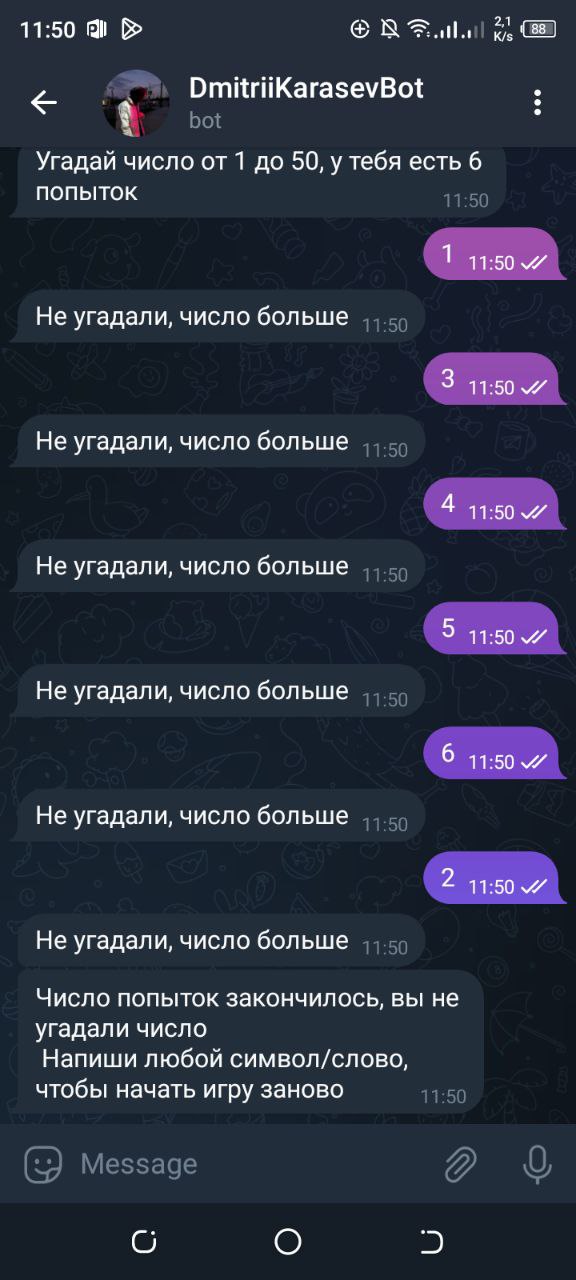 11:50
2,1
K/s
88
DmitriiKarasevBot
bot
Угадай число от 1 до 50, у тебя есть 6
попыток
11:50
1 11:50
Не угадали, число больше 11:50
3 11:50
Не угадали, число больше 11:50
4 11:50
Не угадали, число больше 11:50
5 11:50
Не угадали, число больше 11:50
6 11:50
Не угадали, число больше 11:50
2 11:50
Не угадали, число больше 11:50
Число попыток закончилось, вы не
угадали число
Напиши любой символ/слово,
чтобы начать игру заново 11:50
Message